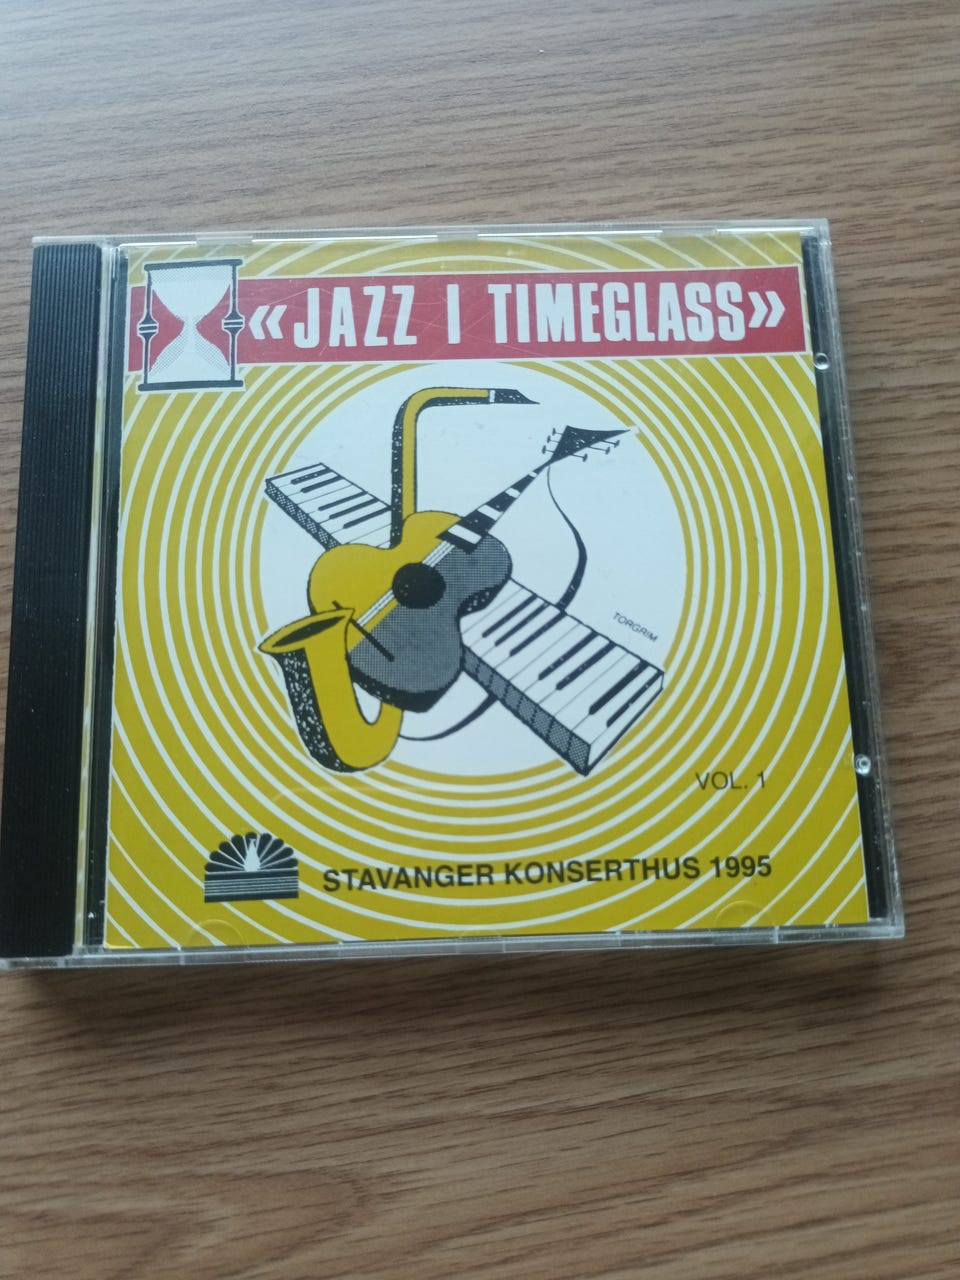 «JAZZ I TIMEGLASS»
TORGRIM
VOL. 1
STAVANGER KONSERTHUS 1995